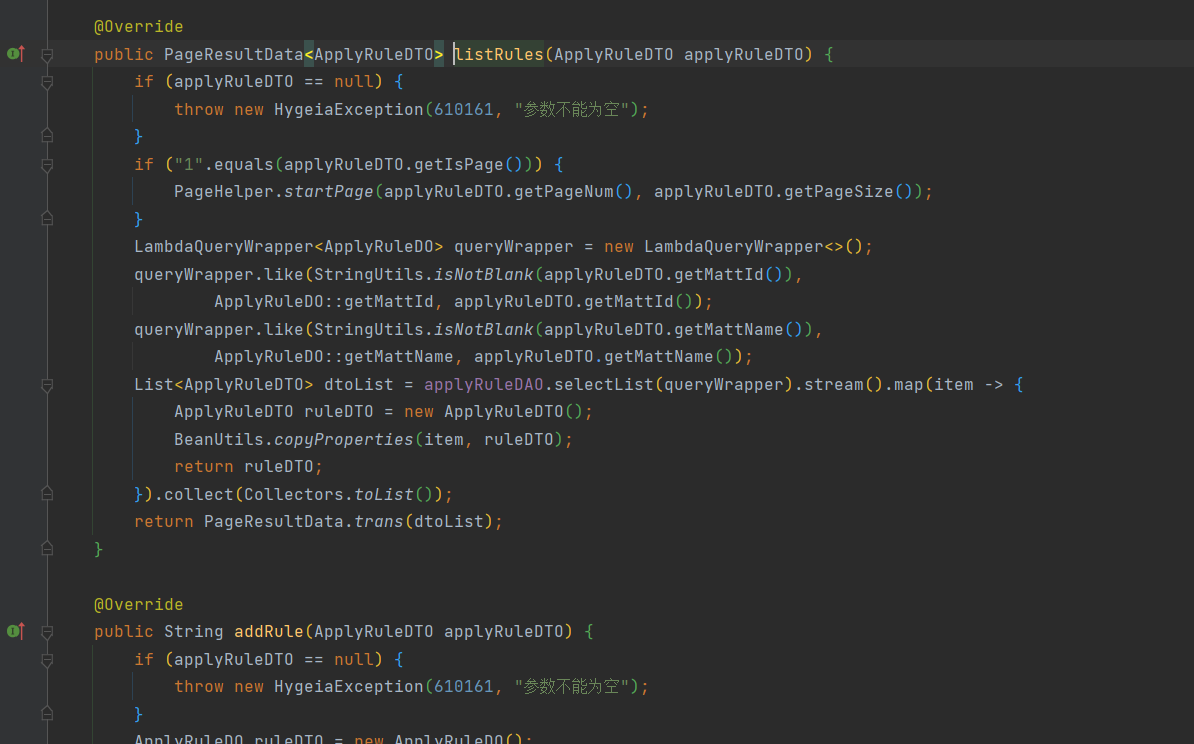 @Override
public PageResultData<ApplyRuleDTO> listRules(ApplyRuleDTO applyRuleDTO) {
if (applyRuleDTO == null) {
throw new HygeiaException(610161, "参数不能为空");
}
if ("1".equals(applyRuleDTO.getIsPage())) {
PageHelper.startPage(applyRuleDTO.getPageNum(), applyRuleDTO.getPageSize());
}
LambdaQueryWrapper<ApplyRuleDO> queryWrapper = new LambdaQueryWrapper<>();
queryWrapper.like(StringUtils.isNotBlank(applyRuleDTO.getMattId()),
ApplyRuleDO::getMattId, applyRuleDTO.getMattId());
queryWrapper.like(StringUtils.isNotBlank(applyRuleDTO.getMattName()),
ApplyRuleDO::getMattName, applyRuleDTO.getMattName());
List<ApplyRuleDTO> dtoList = applyRuleDAO.selectList(queryWrapper).stream().map(item -> {
ApplyRuleDTO ruleDTO = new ApplyRuleDTO();
BeanUtils.copyProperties(item, ruleDTO);
return ruleDTO;
}).collect(Collectors.toList());
return PageResultData.trans(dtoList);
}
@Override
public String addRule(ApplyRuleDTO applyRuleDTO) {
if (applyRuleDTO == null) {
throw new HygeiaException(610161, "参数不能为空");
}
ApplyRuleDO ruleDO = new ApplyRuleDO();